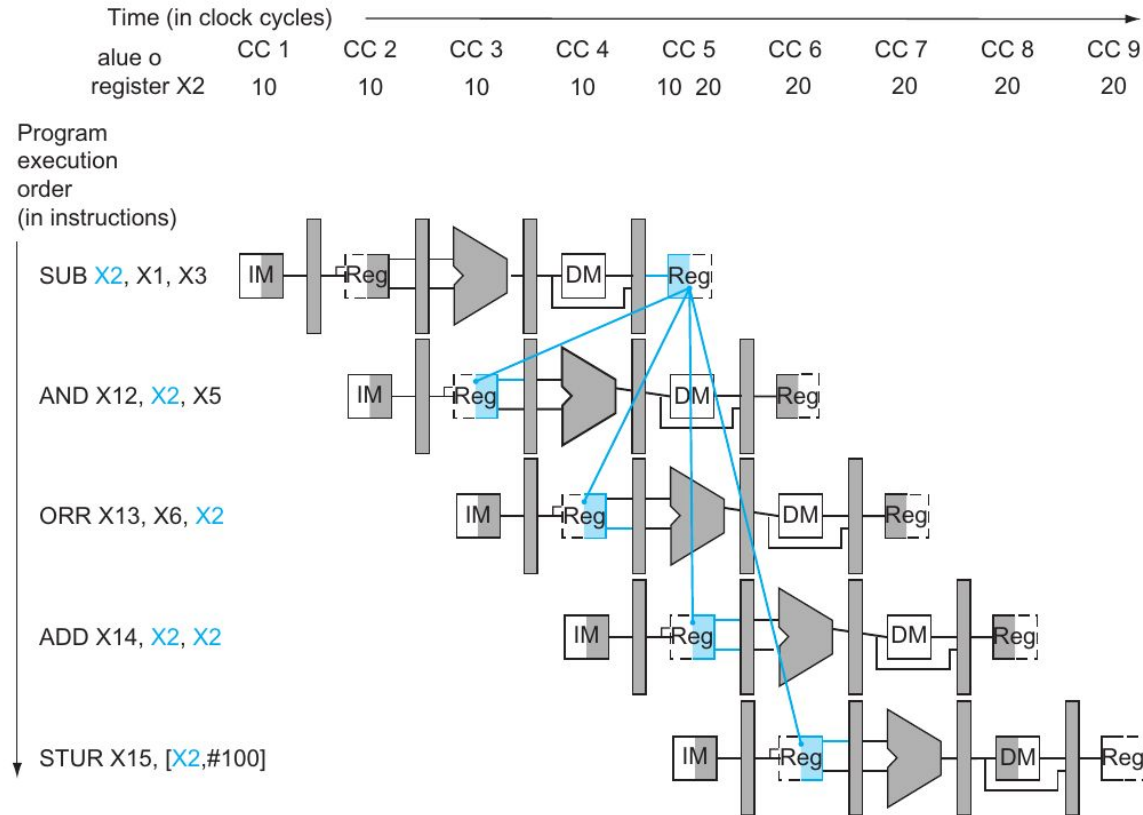 Time (in clock cycles)
alue o CC 1 CC 2 CC 3 CC 4 CC 5 CC 6 CC 7 CC 8 CC 9
register X2 10 10 10 10 10 20 20 20 20 20
Program
execution
order
(in instructions)
SUB X2, X1, X3 IM Reg DM Reg
AND X12, X2, X5 IM Reg DM Reg
ORR X13, X6, X2 IM Reg DM Reg
ADD X14, X2, X2 IM Reg DM Reg
STUR X15, [X2,#100] IM Reg DM Reg